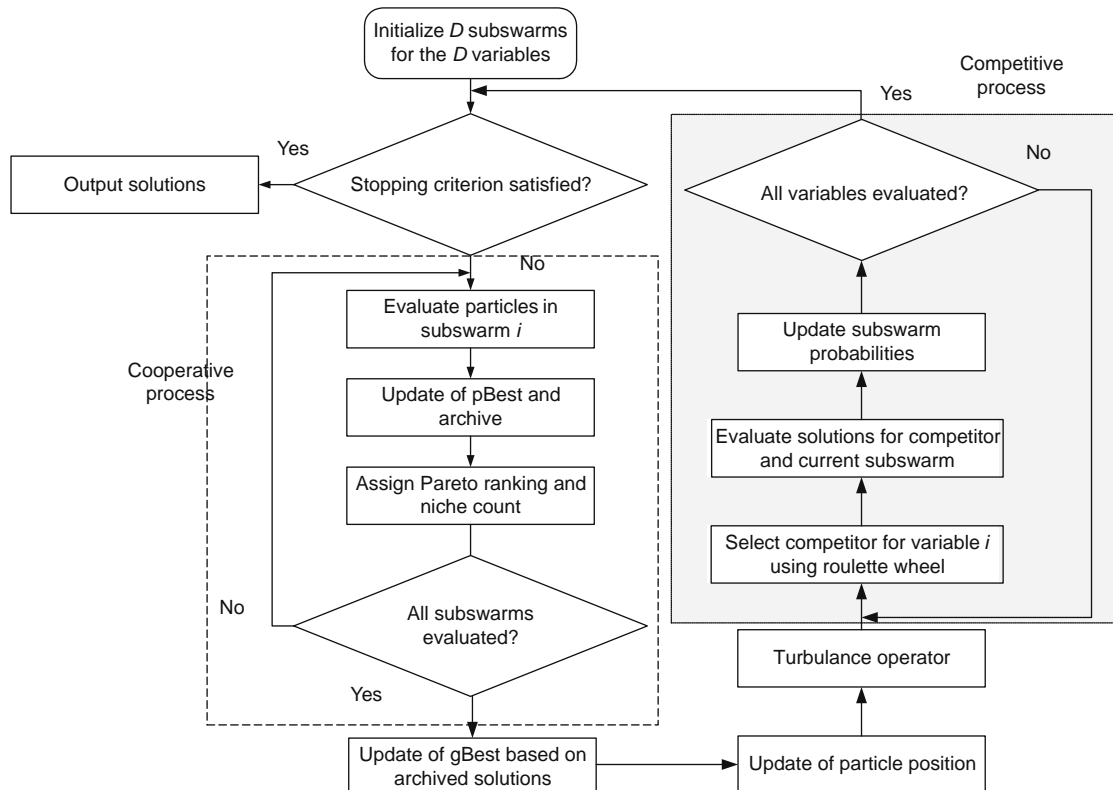 Initialize D subswarms
for the D variables
Competitive
process
Yes
Yes
No
Output solutions
Stopping criterion satisfied?
All variables evaluated?
No
Evaluate particles in
subswarm i
Update subswarm
probabilities
Cooperative
process
Update of pBest and
archive
Evaluate solutions for competitor
and current subswarm
Assign Pareto ranking and
niche count
Select competitor for variable i
using roulette wheel
No
All subswarms
evaluated?
Turbulance operator
Yes
Update of gBest based on
archived solutions
Update of particle position